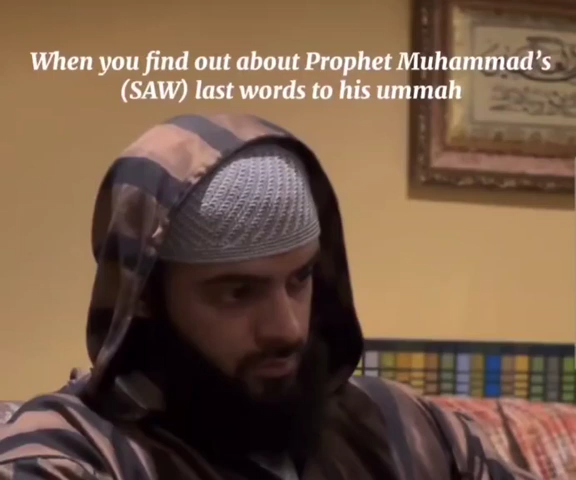 When you find out about Prophet Muhammad's
(SAW) last words to his ummah